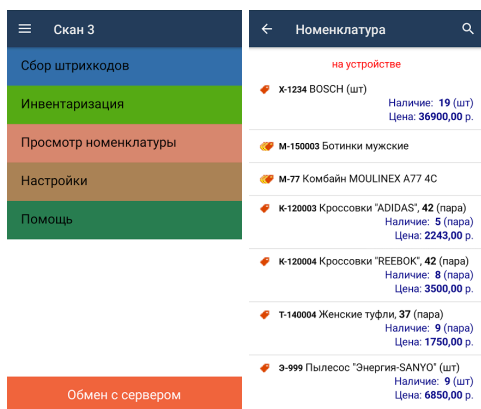 Скан 3
Сбор штрихкодов
Инвентаризация
Просмотр номенклатуры
Настройки
Помощь
Обмен с сервером
Номенклатура
на устройстве
Х-1234 BOSCH (шт)
Наличие: 19 (шт)
Цена: 36900,00 р.
М-150003 Ботинки мужские
М-77 Комбайн MOULINEX A77 4C
К-120003 Кроссовки "ADIDAS", 42 (пара)
Наличие: 5 (пара)
Цена: 2243,00 р.
К-120004 Кроссовки "REEBOK", 42 (пара)
Наличие: 8 (пара)
Цена: 3500,00 р.
Т-140004 Женские туфли, 37 (пара)
Наличие: 9 (пара)
Цена: 1750,00 р.
Э-999 Пылесос "Энергия-SANYO" (шт)
Наличие: 9 (шт)
Цена: 6850,00 р.